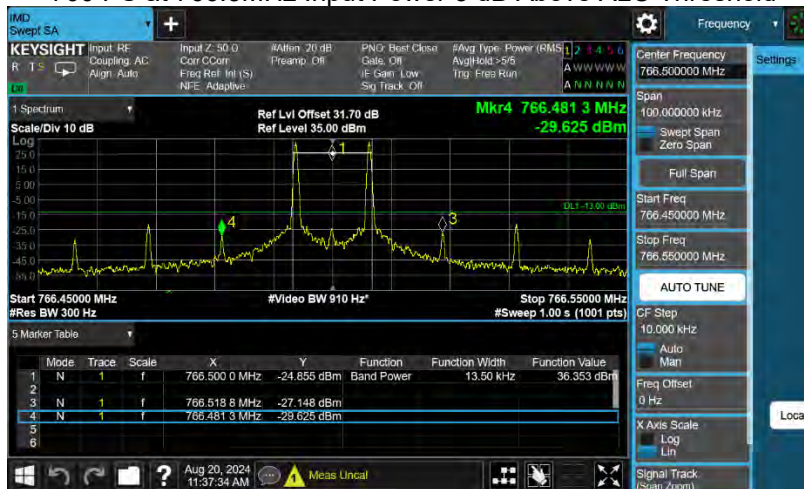 700 PS at 766.5MHz Input Power 3 dB Above AGC Threshold
IMD
Swept SA
KEYSIGHT
R T S
Input: RF
Coupling: AC
Align: Auto
Input Z: 50 Ω
Corr CCorr
Freq Ref: Int (S)
NFE: Adaptive
#Atten: 20 dB
Preamp: Off
PNO: Best Close
Gate: Off
IF Gain: Low
Sig Track: Off
#Avg Type: Power (RMS
Avg|Hold: >5/5
Trig: Free Run
1 2 3 4 5 6
A W W W W W
A N N N N N
1 Spectrum
Scale/Div 10 dB
Ref Lvl Offset 31.70 dB
Ref Level 35.00 dBm
Mkr4 766.481 3 MHz
-29.625 dBm
Log
25.0
15.0
5.00
-5.00
-15.0
-25.0
-35.0
-45.0
-55.0
1
4
3
DL1 -13.00 dBm
Start 766.45000 MHz
#Res BW 300 Hz
#Video BW 910 Hz*
Stop 766.55000 MHz
#Sweep 1.00 s (1001 pts)
5 Marker Table
Mode Trace Scale X Y Function Function Width Function Value
1 N 1 f 766.500 0 MHz -24.855 dBm Band Power 13.50 kHz 36.353 dBm
2
3 N 1 f 766.518 8 MHz -27.148 dBm
4 N 1 f 766.481 3 MHz -29.625 dBm
5
6
Aug 20, 2024
11:37:34 AM
Meas Uncal
Frequency
Settings
Center Frequency
766.500000 MHz
Span
100.000000 kHz
Swept Span
Zero Span
Full Span
Start Freq
766.450000 MHz
Stop Freq
766.550000 MHz
AUTO TUNE
CF Step
10.000 kHz
Auto
Man
Freq Offset
0 Hz
X Axis Scale
Log
Lin
Signal Track
(Span Zoom)
Loca